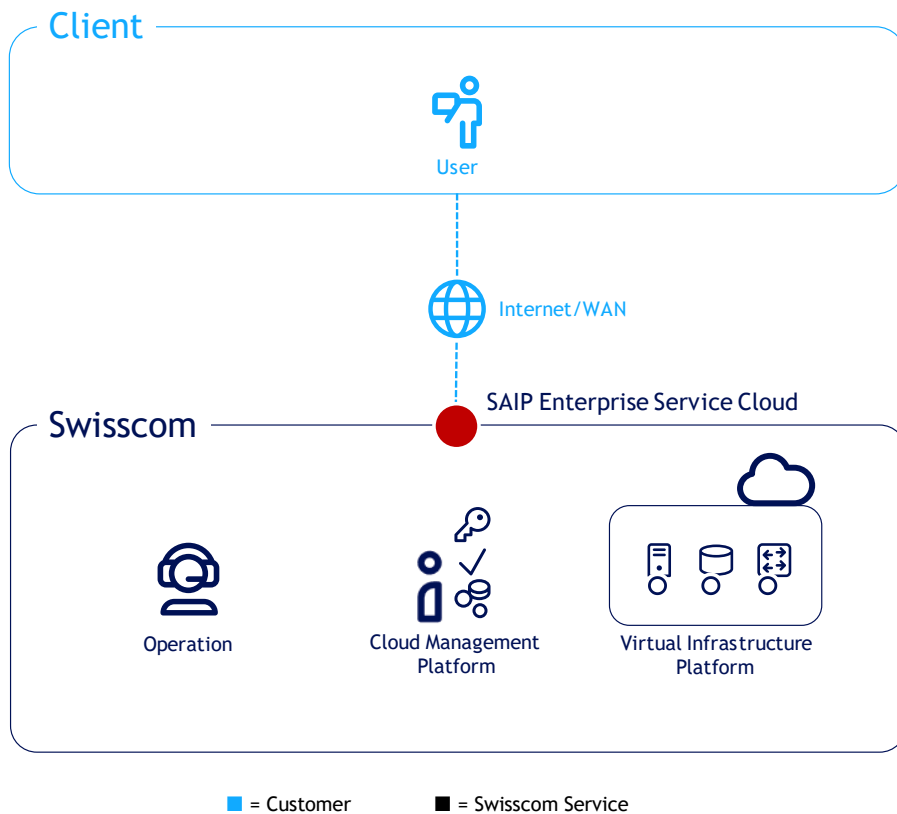 Client
User
Internet/WAN
SAIP Enterprise Service Cloud
Swisscom
Operation
Cloud Management
Platform
Virtual Infrastructure
Platform
= Customer
= Swisscom Service